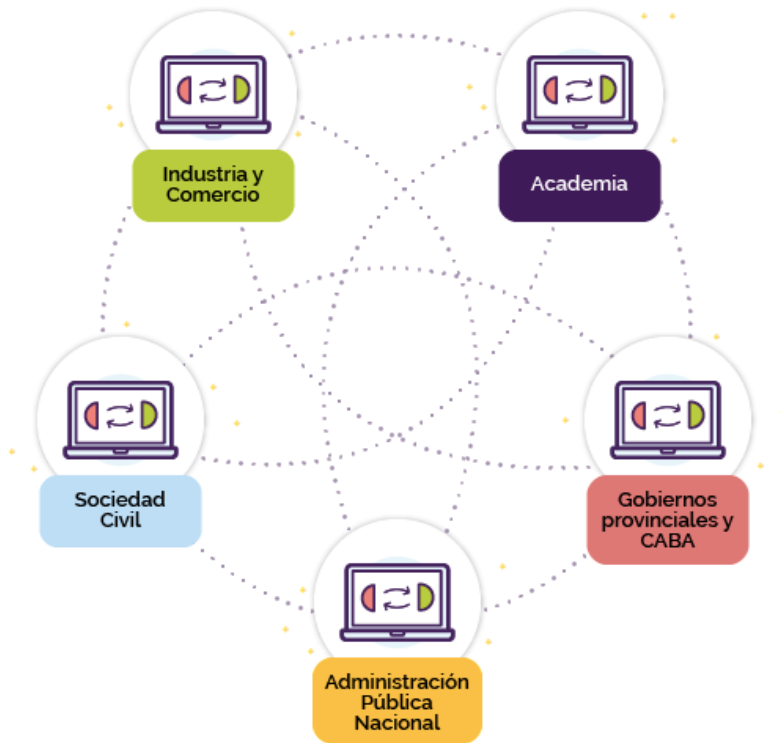 Industria y
Comercio
Academia
Sociedad
Civil
Gobiernos
provinciales y
CABA
Administración
Pública
Nacional